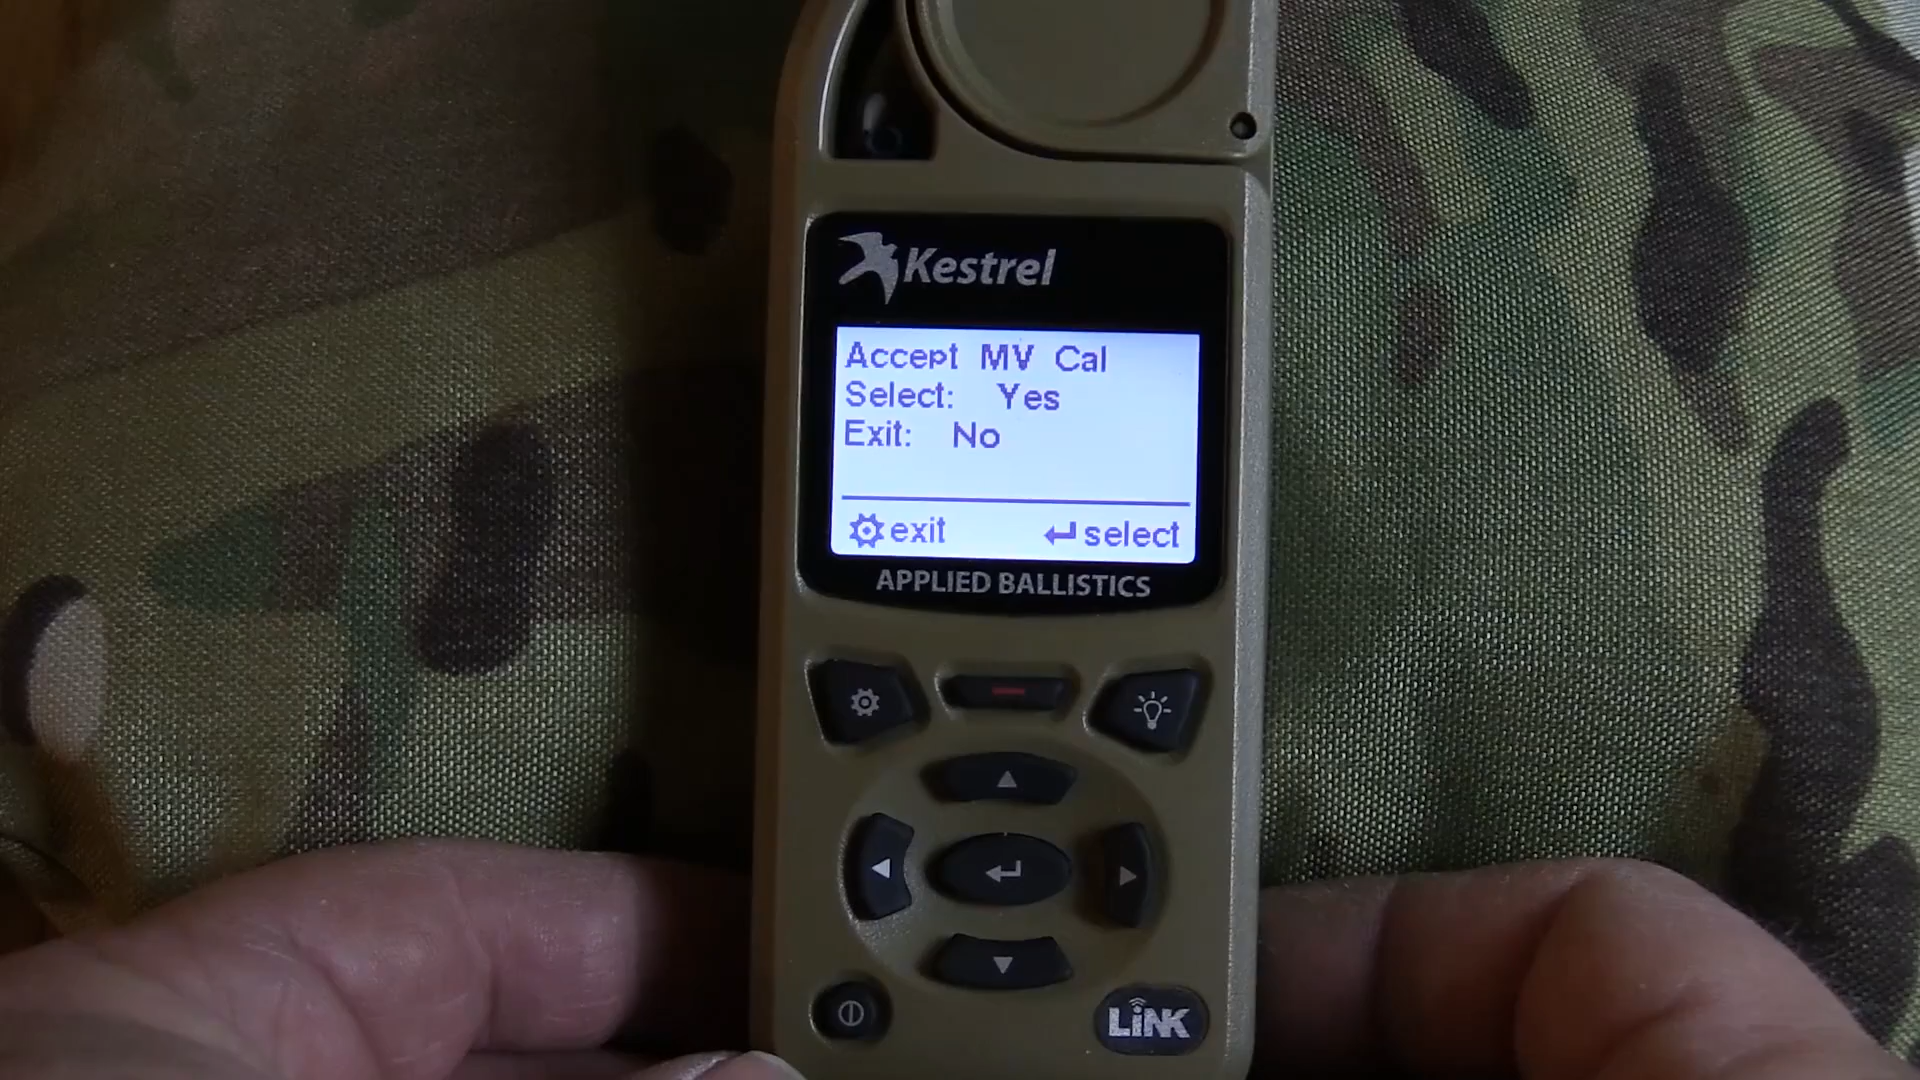 Kestrel
Accept MV Cal
Select: Yes
Exit: No
exit select
APPLIED BALLISTICS
LiNK